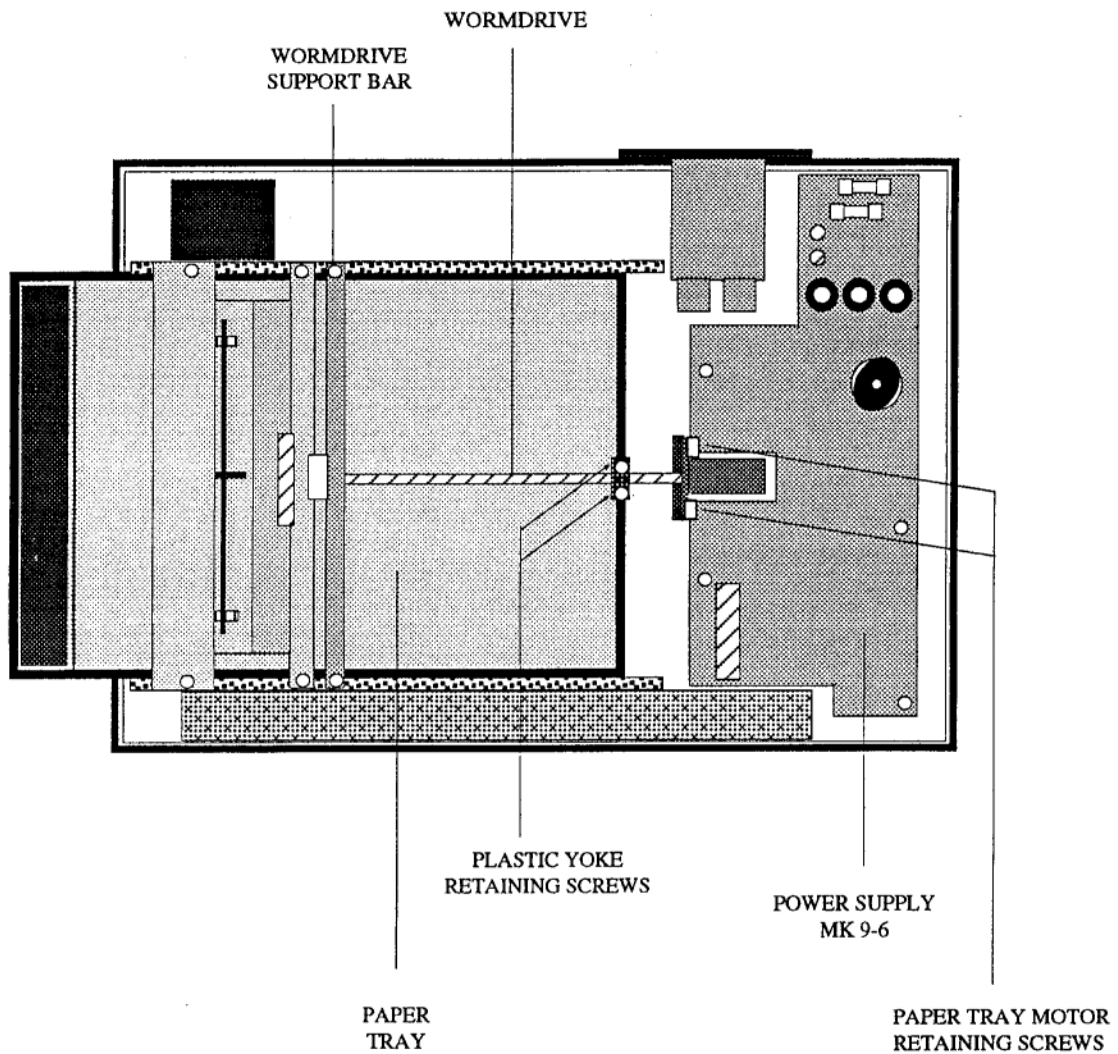 WORMDRIVE
WORMDRIVE
SUPPORT BAR
PLASTIC YOKE
RETAINING SCREWS
POWER SUPPLY
MK 9-6
PAPER
TRAY
PAPER TRAY MOTOR
RETAINING SCREWS